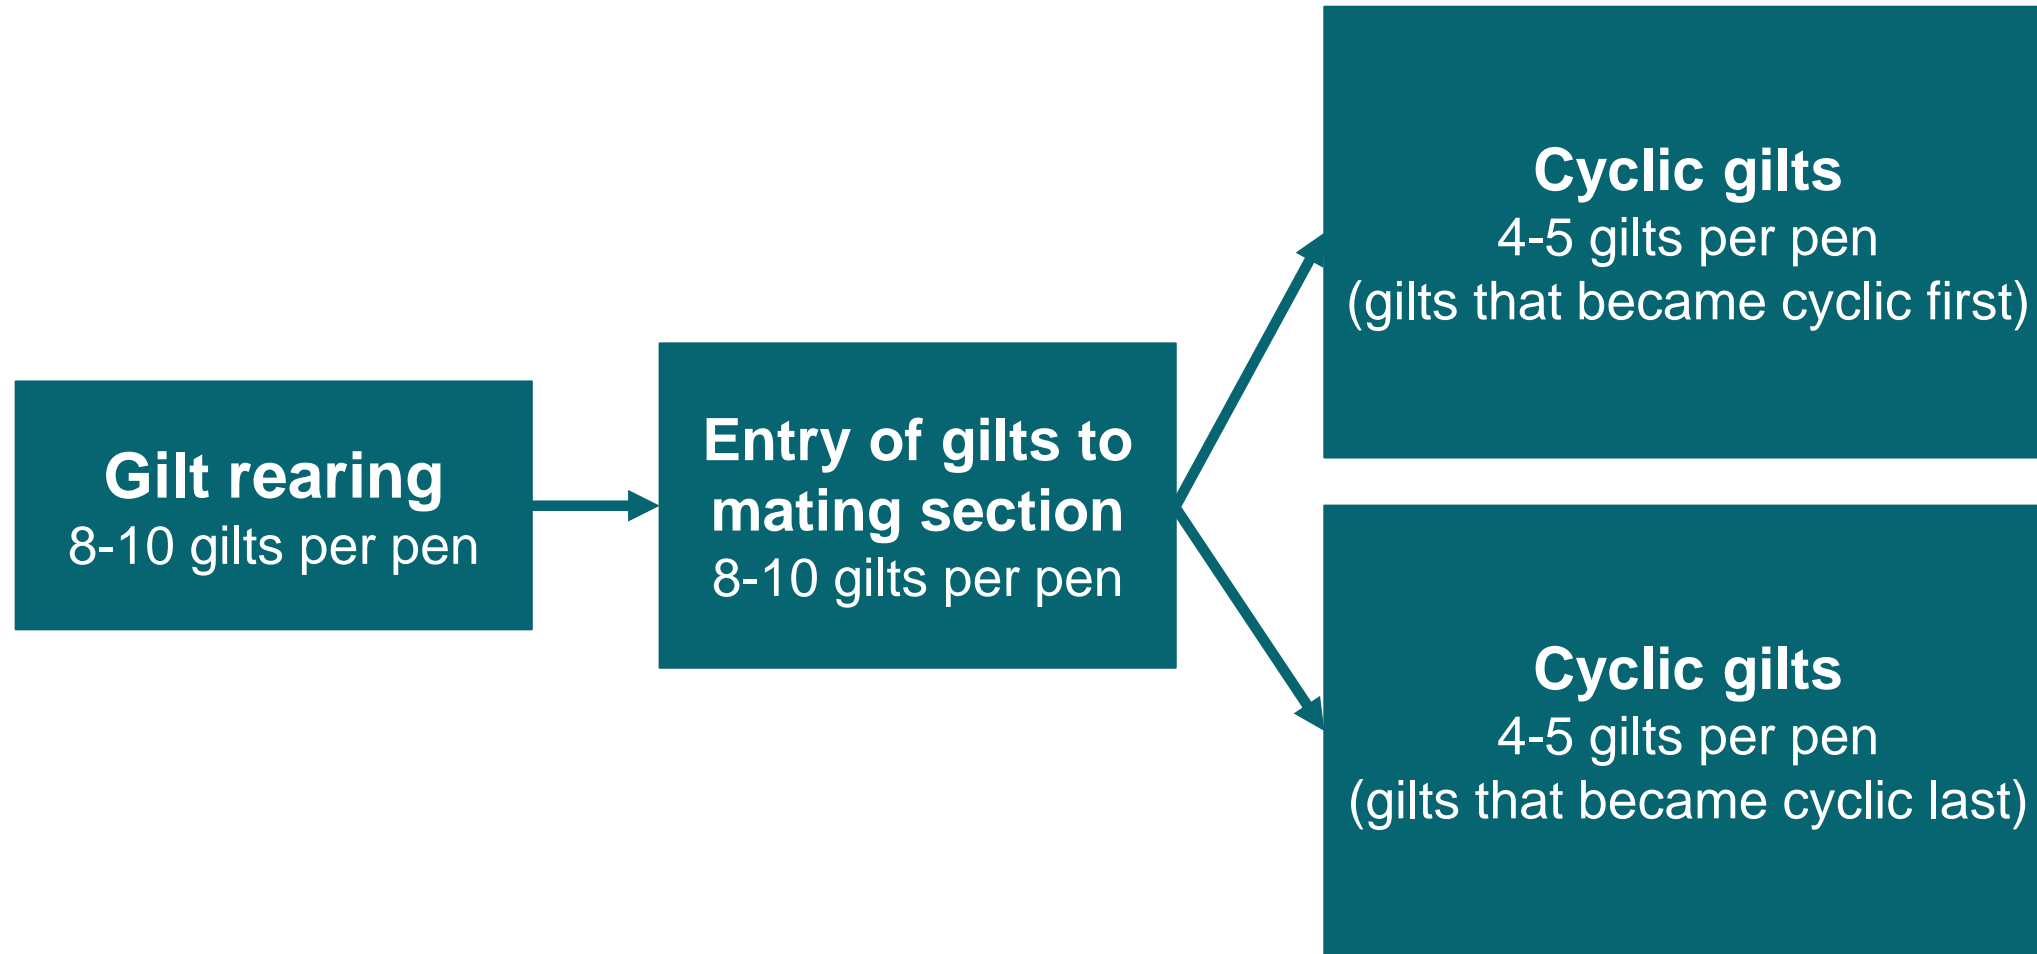 Gilt rearing
8-10 gilts per pen
Entry of gilts to
mating section
8-10 gilts per pen
Cyclic gilts
4-5 gilts per pen
(gilts that became cyclic first)
Cyclic gilts
4-5 gilts per pen
(gilts that became cyclic last)